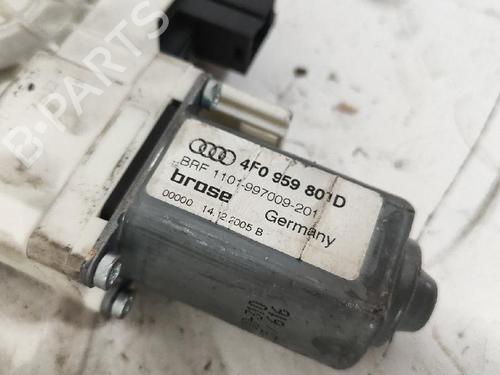 B-PARTS
4F0 959 801D
BRF 1101-997009-201
brose
00000 14.12.2005 B
Germany